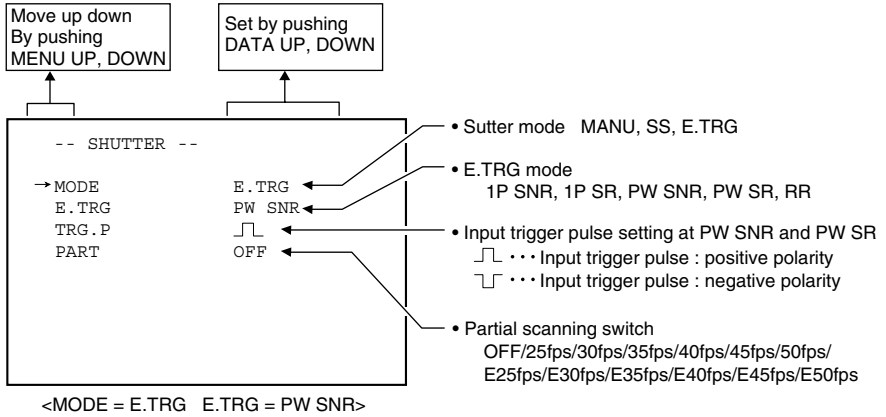 Move up down
By pushing
MENU UP, DOWN
Set by pushing
DATA UP, DOWN
-- SHUTTER --
→MODE E.TRG
E.TRG PW SNR
TRG.P
PART OFF
• Sutter mode MANU, SS, E.TRG
• E.TRG mode
1P SNR, 1P SR, PW SNR, PW SR, RR
• Input trigger pulse setting at PW SNR and PW SR
･･･Input trigger pulse : positive polarity
･･･Input trigger pulse : negative polarity
• Partial scanning switch
OFF/25fps/30fps/35fps/40fps/45fps/50fps/
E25fps/E30fps/E35fps/E40fps/E45fps/E50fps
<MODE = E.TRG E.TRG = PW SNR>